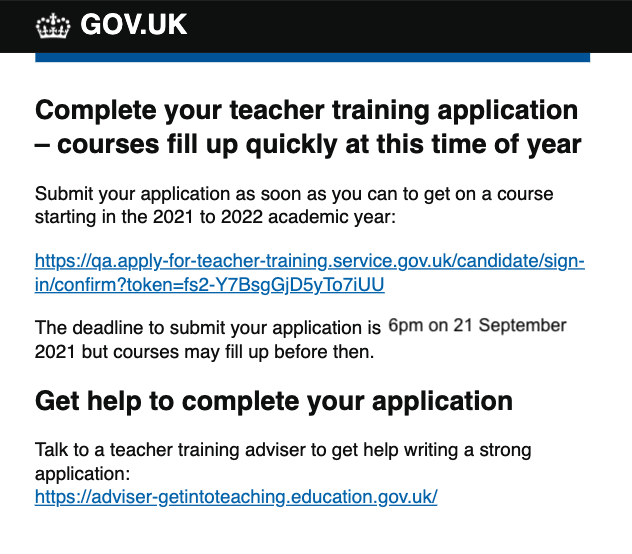 GOV.UK
Complete your teacher training application
– courses fill up quickly at this time of year
Submit your application as soon as you can to get on a course
starting in the 2021 to 2022 academic year:
https://qa.apply-for-teacher-training.service.gov.uk/candidate/sign-
in/confirm?token=fs2-Y7BsgGjD5yTo7iUU
The deadline to submit your application is 6pm on 21 September
2021 but courses may fill up before then.
Get help to complete your application
Talk to a teacher training adviser to get help writing a strong
application:
https://adviser-getintoteaching.education.gov.uk/